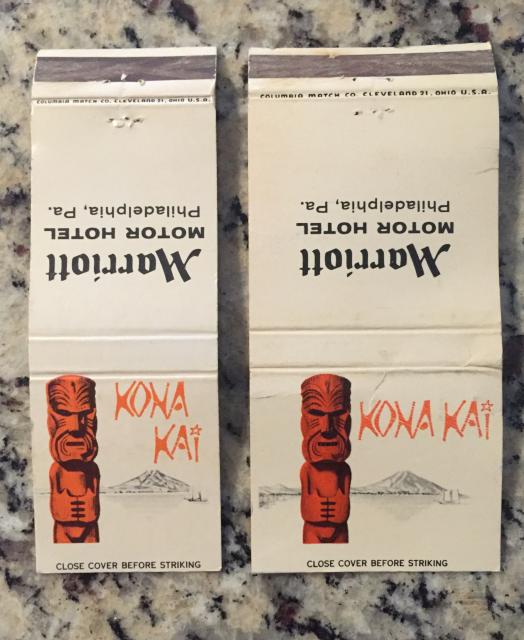 COLUMBIA MATCH CO. CLEVELAND 21, OHIO U.S.A.
Marriott
MOTOR HOTEL
Philadelphia, Pa.
KONA
KAI
CLOSE COVER BEFORE STRIKING
COLUMBIA MATCH CO. CLEVELAND 21, OHIO U.S.A.
Marriott
MOTOR HOTEL
Philadelphia, Pa.
KONA KAI
CLOSE COVER BEFORE STRIKING